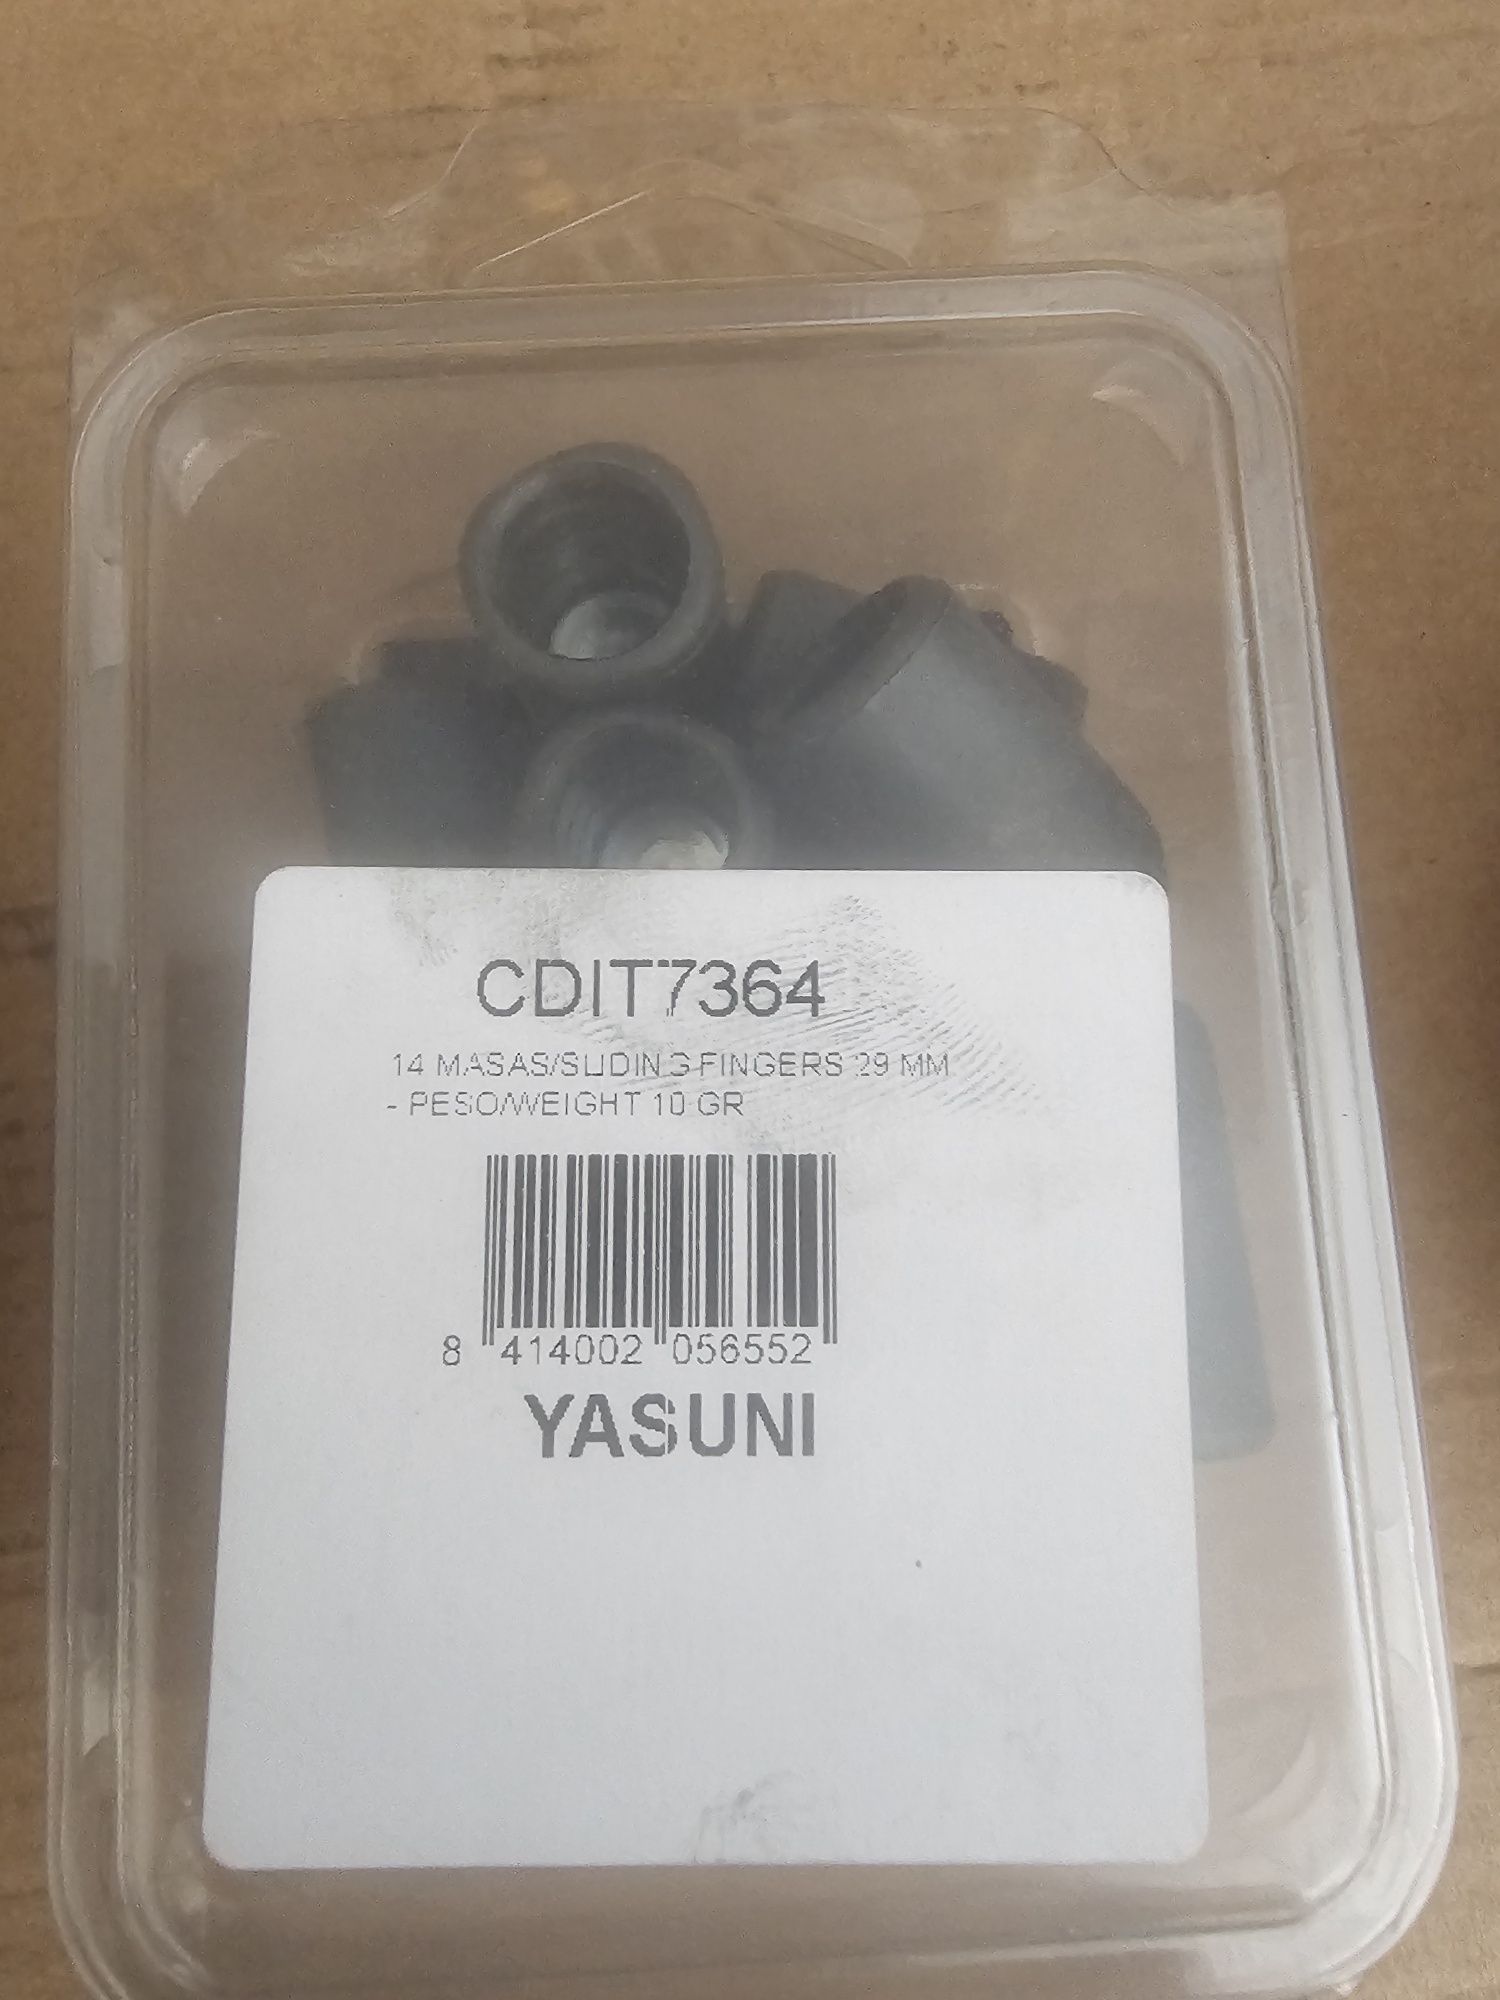 CDIT7364
14 MASAS/SLIDING FINGERS 29 MM
- PESO/WEIGHT 10 GR
8 414002 056552
YASUNI